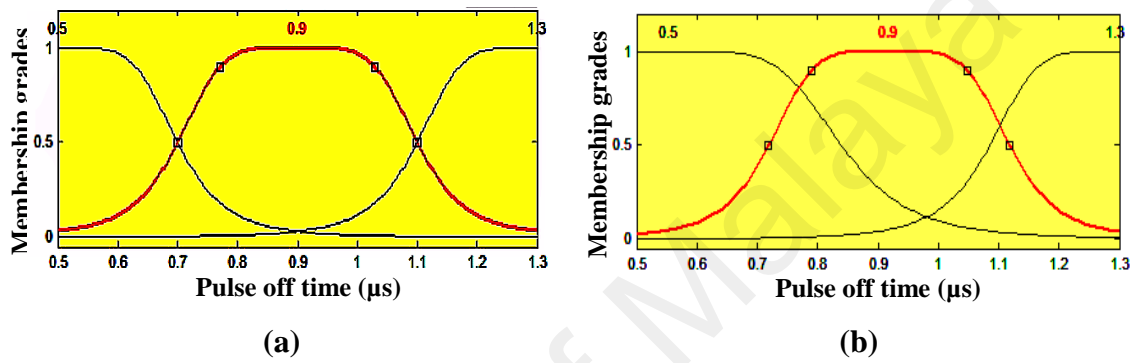 0.5 0.9 1.3
Membership grades
1
0.5
0
0.5 0.6 0.7 0.8 0.9 1 1.1 1.2 1.3
Pulse off time (µs)
(a)
0.5 0.9 1.3
Membership grades
1
0.5
0
0.5 0.6 0.7 0.8 0.9 1 1.1 1.2 1.3
Pulse off time (µs)
(b)
of Malaya